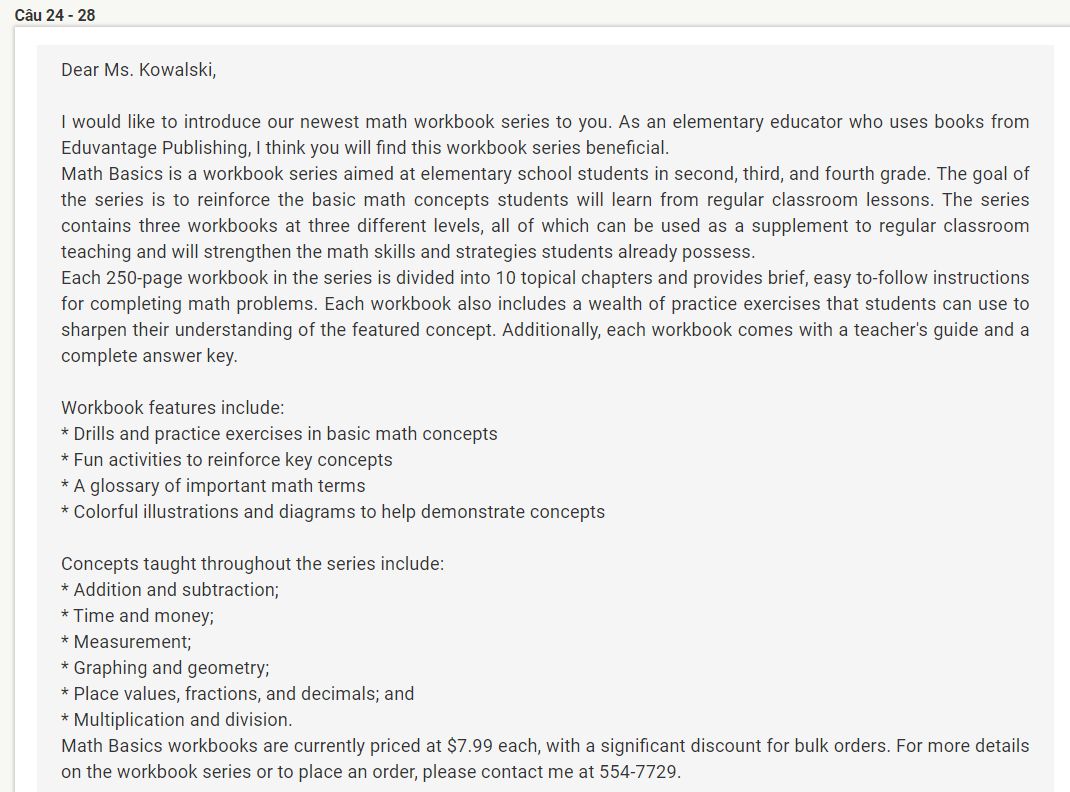 Câu 24 - 28
Dear Ms. Kowalski,
I would like to introduce our newest math workbook series to you. As an elementary educator who uses books from
Eduvantage Publishing, I think you will find this workbook series beneficial.
Math Basics is a workbook series aimed at elementary school students in second, third, and fourth grade. The goal of
the series is to reinforce the basic math concepts students will learn from regular classroom lessons. The series
contains three workbooks at three different levels, all of which can be used as a supplement to regular classroom
teaching and will strengthen the math skills and strategies students already possess.
Each 250-page workbook in the series is divided into 10 topical chapters and provides brief, easy to-follow instructions
for completing math problems. Each workbook also includes a wealth of practice exercises that students can use to
sharpen their understanding of the featured concept. Additionally, each workbook comes with a teacher's guide and a
complete answer key.
Workbook features include:
* Drills and practice exercises in basic math concepts
* Fun activities to reinforce key concepts
* A glossary of important math terms
* Colorful illustrations and diagrams to help demonstrate concepts
Concepts taught throughout the series include:
* Addition and subtraction;
* Time and money;
* Measurement;
* Graphing and geometry;
* Place values, fractions, and decimals; and
* Multiplication and division.
Math Basics workbooks are currently priced at $7.99 each, with a significant discount for bulk orders. For more details
on the workbook series or to place an order, please contact me at 554-7729.